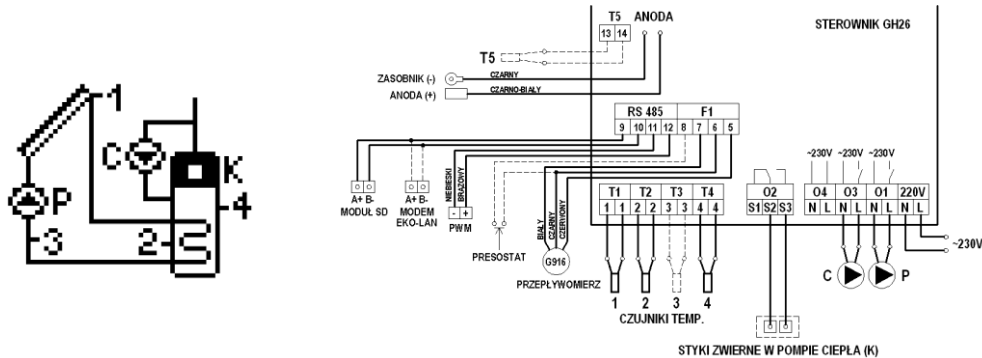 1
C
K
P
4
3
2
T5 ANODA
STEROWNIK GH26
13 14
T5
ZASOBNIK (-) CZARNY
ANODA (+) CZARNO-BIAŁY
RS 485 F1
9 10 11 12 8 7 6 5
~230V ~230V ~230V
NIEBIESKI
BRĄZOWY
A+ B-
MODUŁ SD
A+ B-
MODEM
EKO-LAN
- +
PWM
PRESOSTAT
BIAŁY
CZARNY
CZERWONY
G916
PRZEPŁYWOMIERZ
T1 T2 T3 T4
1 1 2 2 3 3 4 4
O2
S1 S2 S3
O4 O3 O1 220V
N L N L N L N L
~230V
C P
1 2 3 4
CZUJNIKI TEMP.
STYKI ZWIERNE W POMPIE CIEPŁA (K)